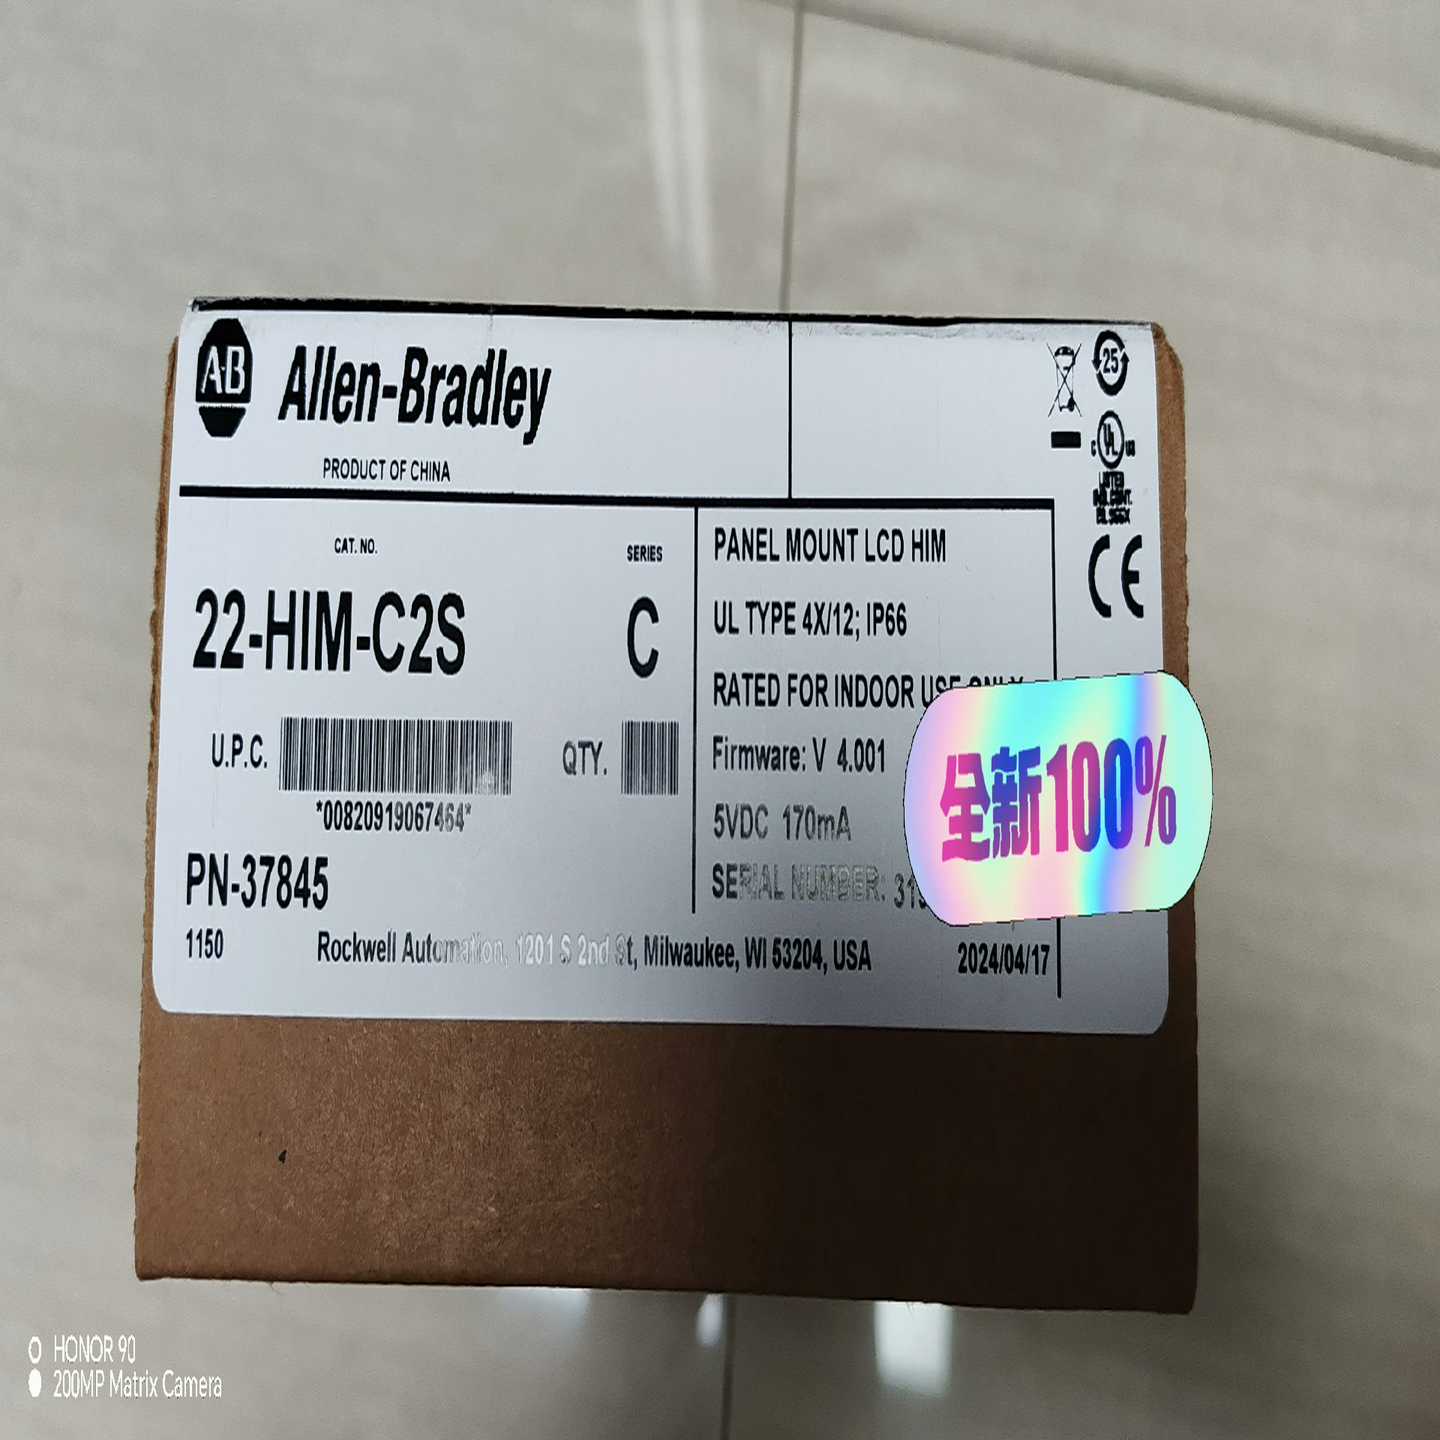 A-B Allen-Bradley
PRODUCT OF CHINA
25
C UL US
LISTED
CE
CAT. NO.
SERIES
22-HIM-C2S
C
U.P.C.
QTY.
*00820919067464*
PN-37845
PANEL MOUNT LCD HIM
UL TYPE 4X/12; IP66
RATED FOR INDOOR USE ONLY
Firmware: V 4.001
5VDC 170mA
SERIAL NUMBER:
全新100%
1150
Rockwell Automation, 1201 S 2nd St, Milwaukee, WI 53204, USA
2024/04/17
HONOR 90
200MP Matrix Camera